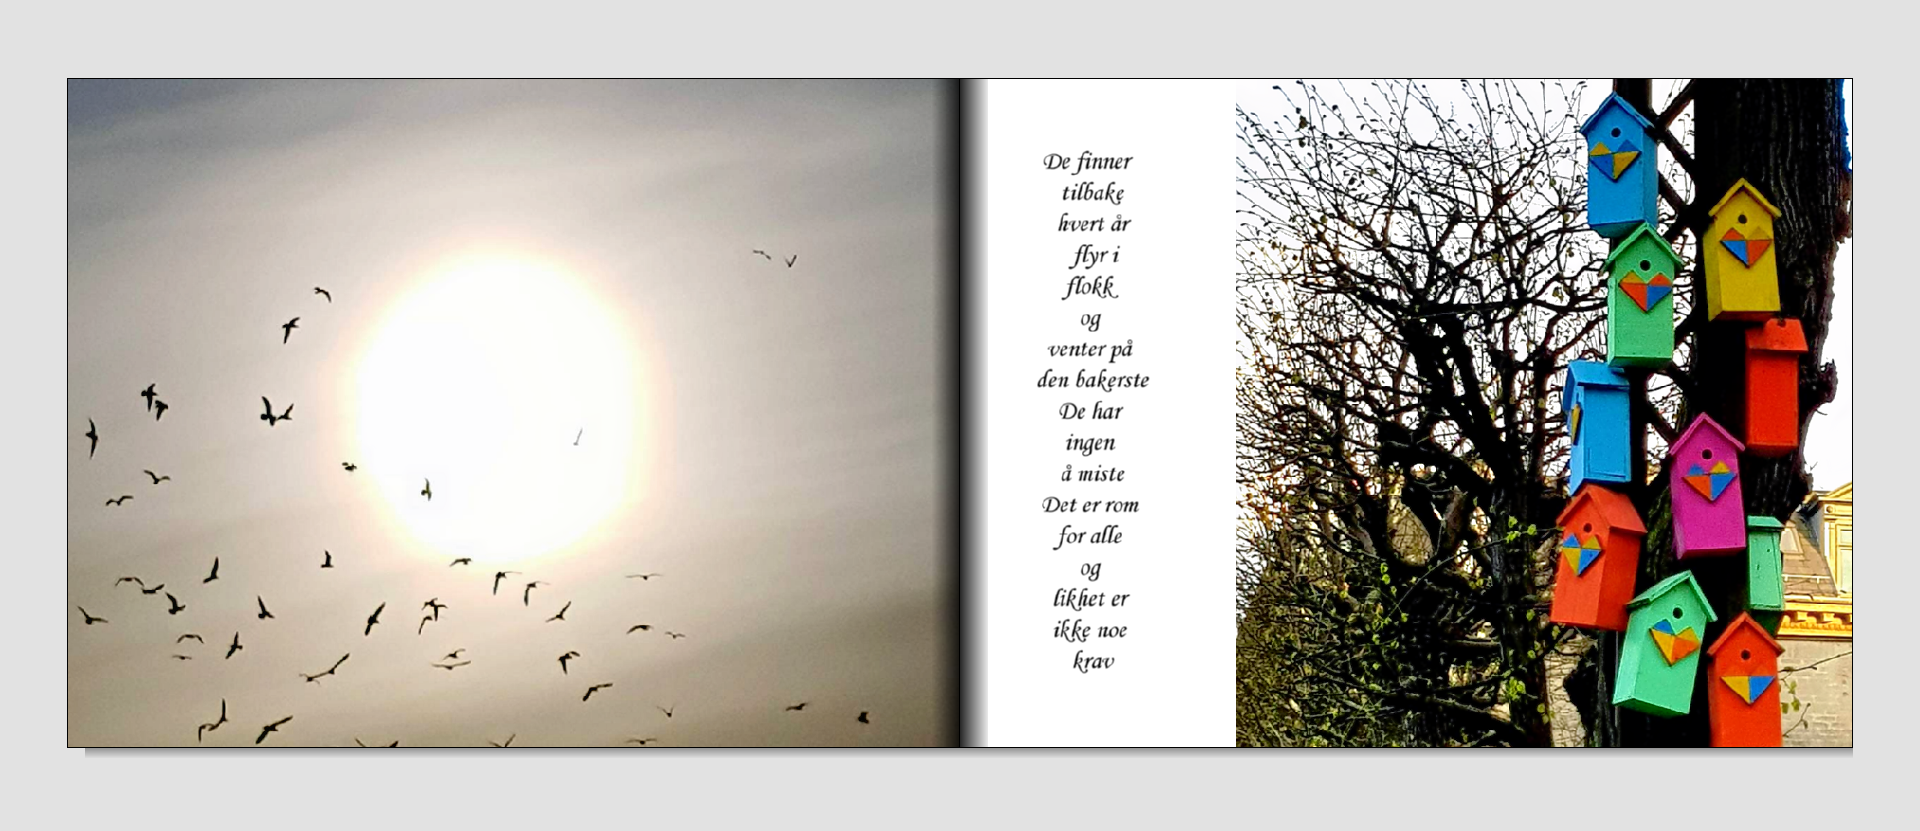 De finner
tilbake
hvert år
flyr i
flokk
og
venter på
den bakerste
De har
ingen
å miste
Det er rom
for alle
og
likhet er
ikke noe
krav